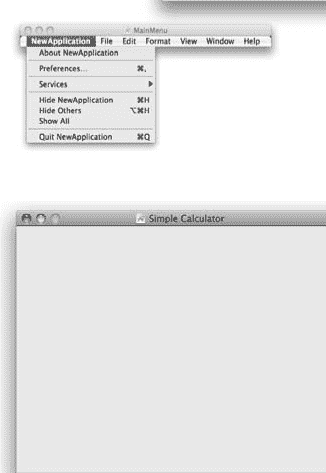 MainMenu
NewApplication File Edit Format View Window Help
About NewApplication
Preferences... ⌘,
Services ▶
Hide NewApplication ⌘H
Hide Others ⌥⌘H
Show All
Quit NewApplication ⌘Q
Simple Calculator